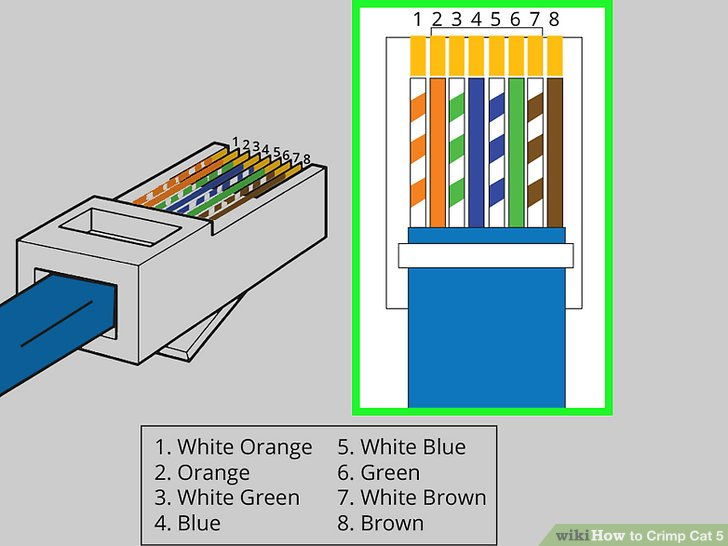 1 2 3 4 5 6 7 8
1 2 3 4 5 6 7 8
1. White Orange
2. Orange
3. White Green
4. Blue
5. White Blue
6. Green
7. White Brown
8. Brown
wikiHow to Crimp Cat 5